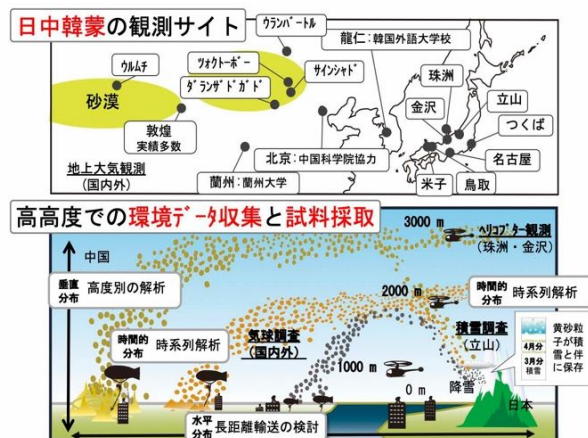 日中韓蒙の観測サイト
ウランバートル
龍仁：韓国外語大学校
ウルムチ
ツォクトーボー
サインシャド
ダランザドガド
珠洲
金沢
立山
砂漠
つくば
敦煌
実績多数
北京：中国科学院協力
名古屋
地上大気観測
(国内外)
蘭州：蘭州大学
米子
鳥取
高高度での環境データ収集と試料採取
3000 m
ヘリコプター観測
(珠洲・金沢)
中国
垂直
分布
高度別の解析
2000 m
時間的
分布
時系列解析
時間的
分布
時系列解析
気球調査
(国内外)
積雪調査
(立山)
黄砂粒
子が積
雪と伴
に保存
4月分
3月分
積雪
1000 m
0 m
降雪
日本
水平
分布
長距離輸送の検討